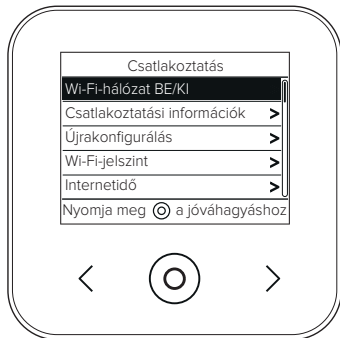 Csatlakoztatás
Wi-Fi-hálózat BE/KI
Csatlakoztatási információk >
Újrakonfigurálás >
Wi-Fi-jelszint >
Internetidő >
Nyomja meg ◎ a jóváhagyáshoz